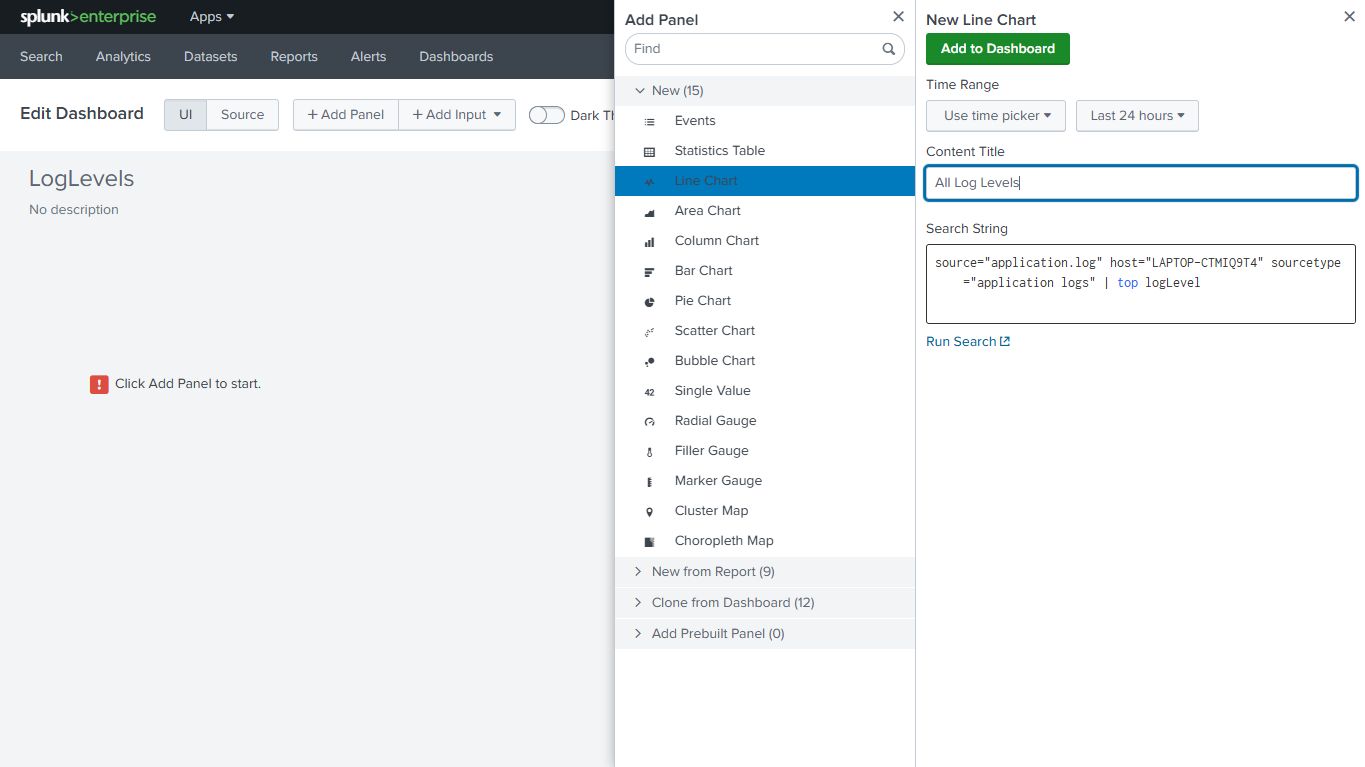 splunk>enterprise Apps
Search Analytics Datasets Reports Alerts Dashboards
Edit Dashboard UI Source + Add Panel + Add Input Dark
LogLevels
No description
! Click Add Panel to start.
Add Panel
Find
New (15)
Events
Statistics Table
Line Chart
Area Chart
Column Chart
Bar Chart
Pie Chart
Scatter Chart
Bubble Chart
42 Single Value
Radial Gauge
Filler Gauge
Marker Gauge
Cluster Map
Choropleth Map
New from Report (9)
Clone from Dashboard (12)
Add Prebuilt Panel (0)
New Line Chart
Add to Dashboard
Time Range
Use time picker Last 24 hours
Content Title
All Log Levels
Search String
source="application.log" host="LAPTOP-CTMIQ9T4" sourcetype
="application logs" | top logLevel
Run Search